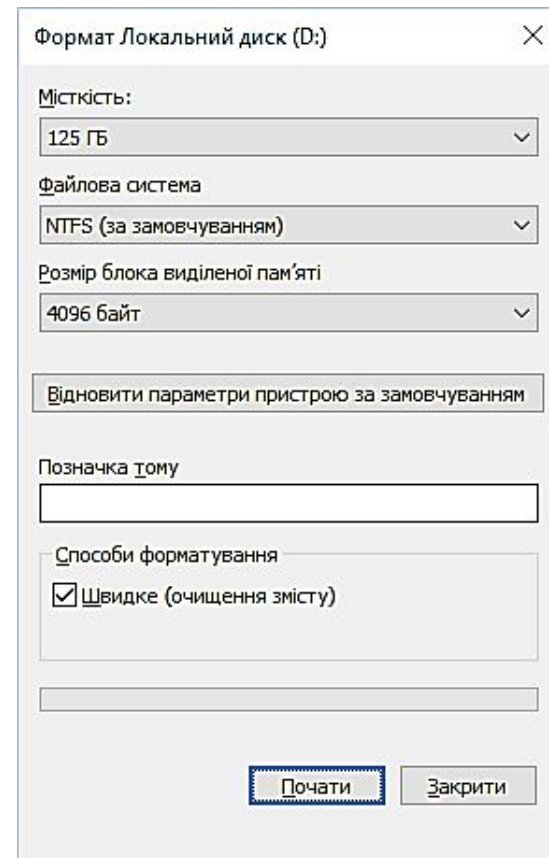 Формат Локальний диск (D:)
Місткість:
125 ГБ
Файлова система
NTFS (за замовчуванням)
Розмір блока виділеної пам'яті
4096 байт
Відновити параметри пристрою за замовчуванням
Позначка тому
Способи форматування
Швидке (очищення змісту)
Почати
Закрити